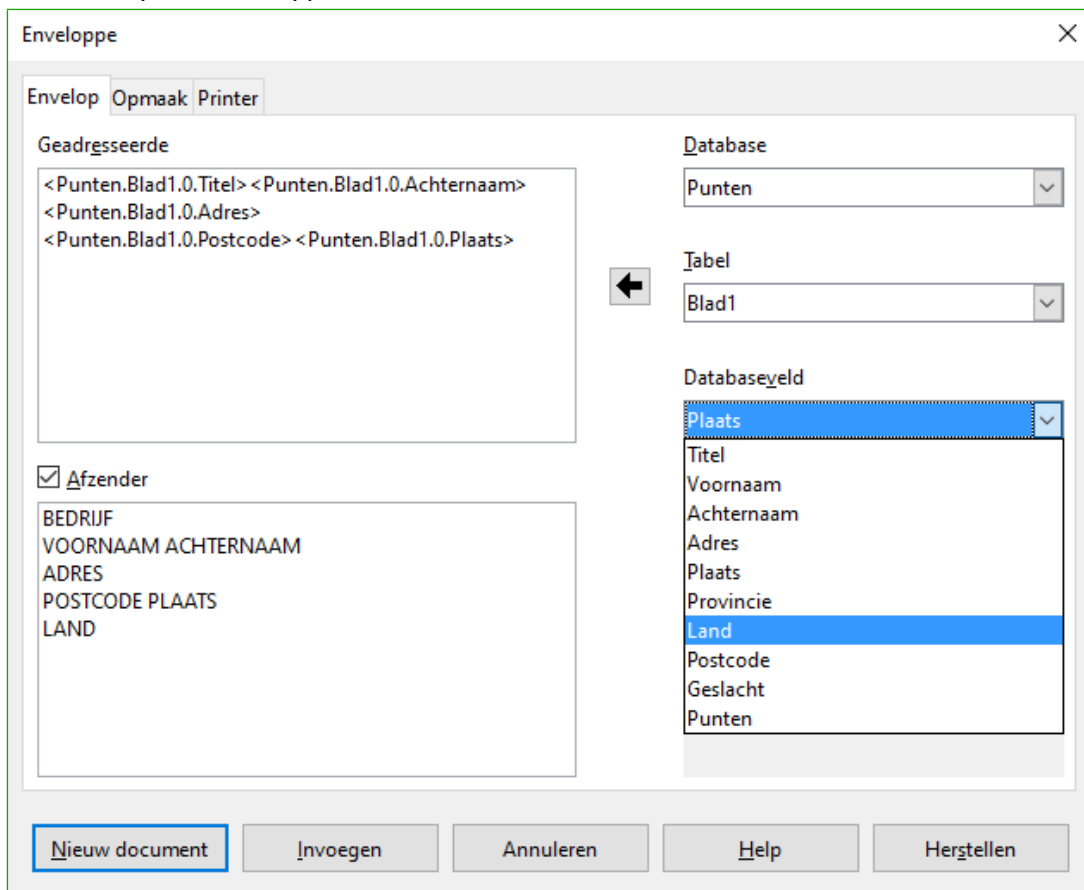 Enveloppe
Envelop Opmaak Printer
Geadresseerde
<Punten.Blad1.0.Titel><Punten.Blad1.0.Achternaam>
<Punten.Blad1.0.Adres>
<Punten.Blad1.0.Postcode><Punten.Blad1.0.Plaats>
Afzender
BEDRIJF
VOORNAAM ACHTERNAAM
ADRES
POSTCODE PLAATS
LAND
Database
Punten
Tabel
Blad1
Databaseveld
Plaats
Titel
Voornaam
Achternaam
Adres
Plaats
Provincie
Land
Postcode
Geslacht
Punten
Nieuw document
Invoegen
Annuleren
Help
Herstellen